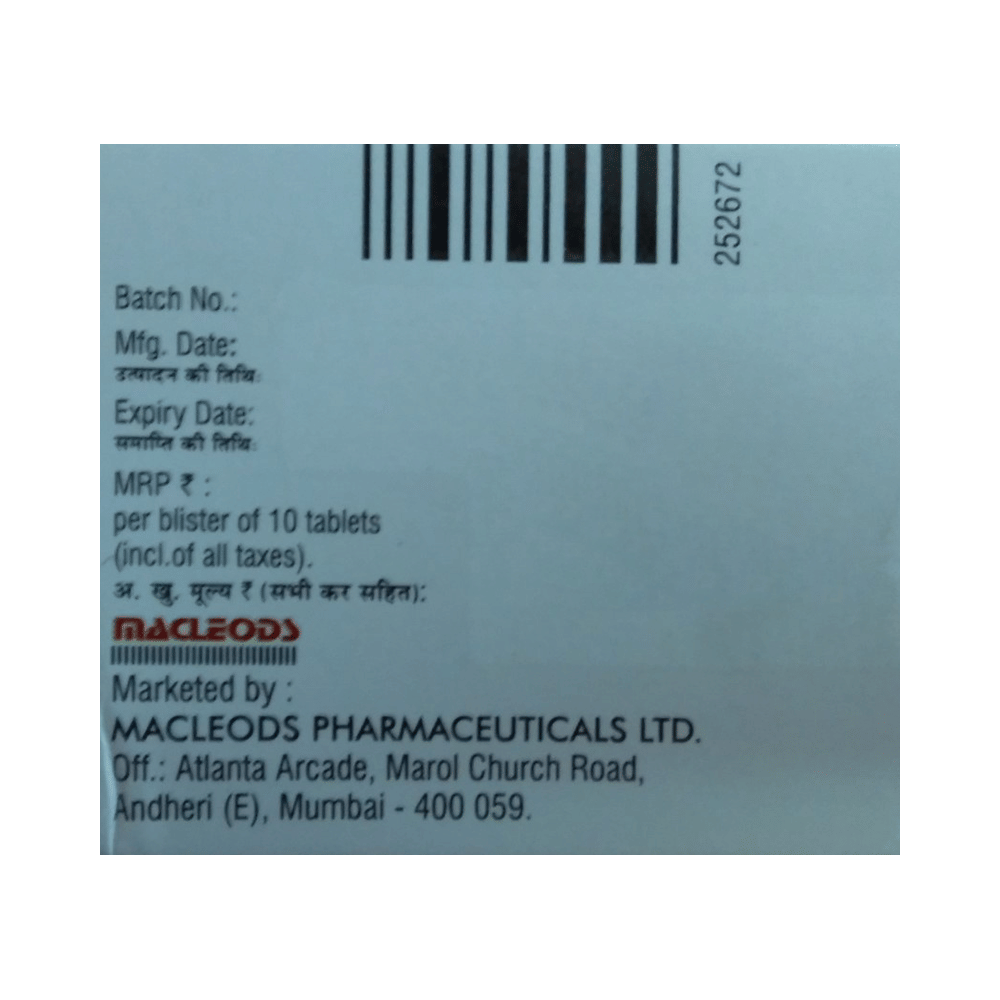 252672
Batch No.:
Mfg. Date:
उत्पादन की तिथि:
Expiry Date:
समाप्ति की तिथि:
MRP ₹ :
per blister of 10 tablets
(incl.of all taxes).
अ. खु. मूल्य ₹ (सभी कर सहित):
MACLEODS
Marketed by :
MACLEODS PHARMACEUTICALS LTD.
Off.: Atlanta Arcade, Marol Church Road,
Andheri (E), Mumbai - 400 059.